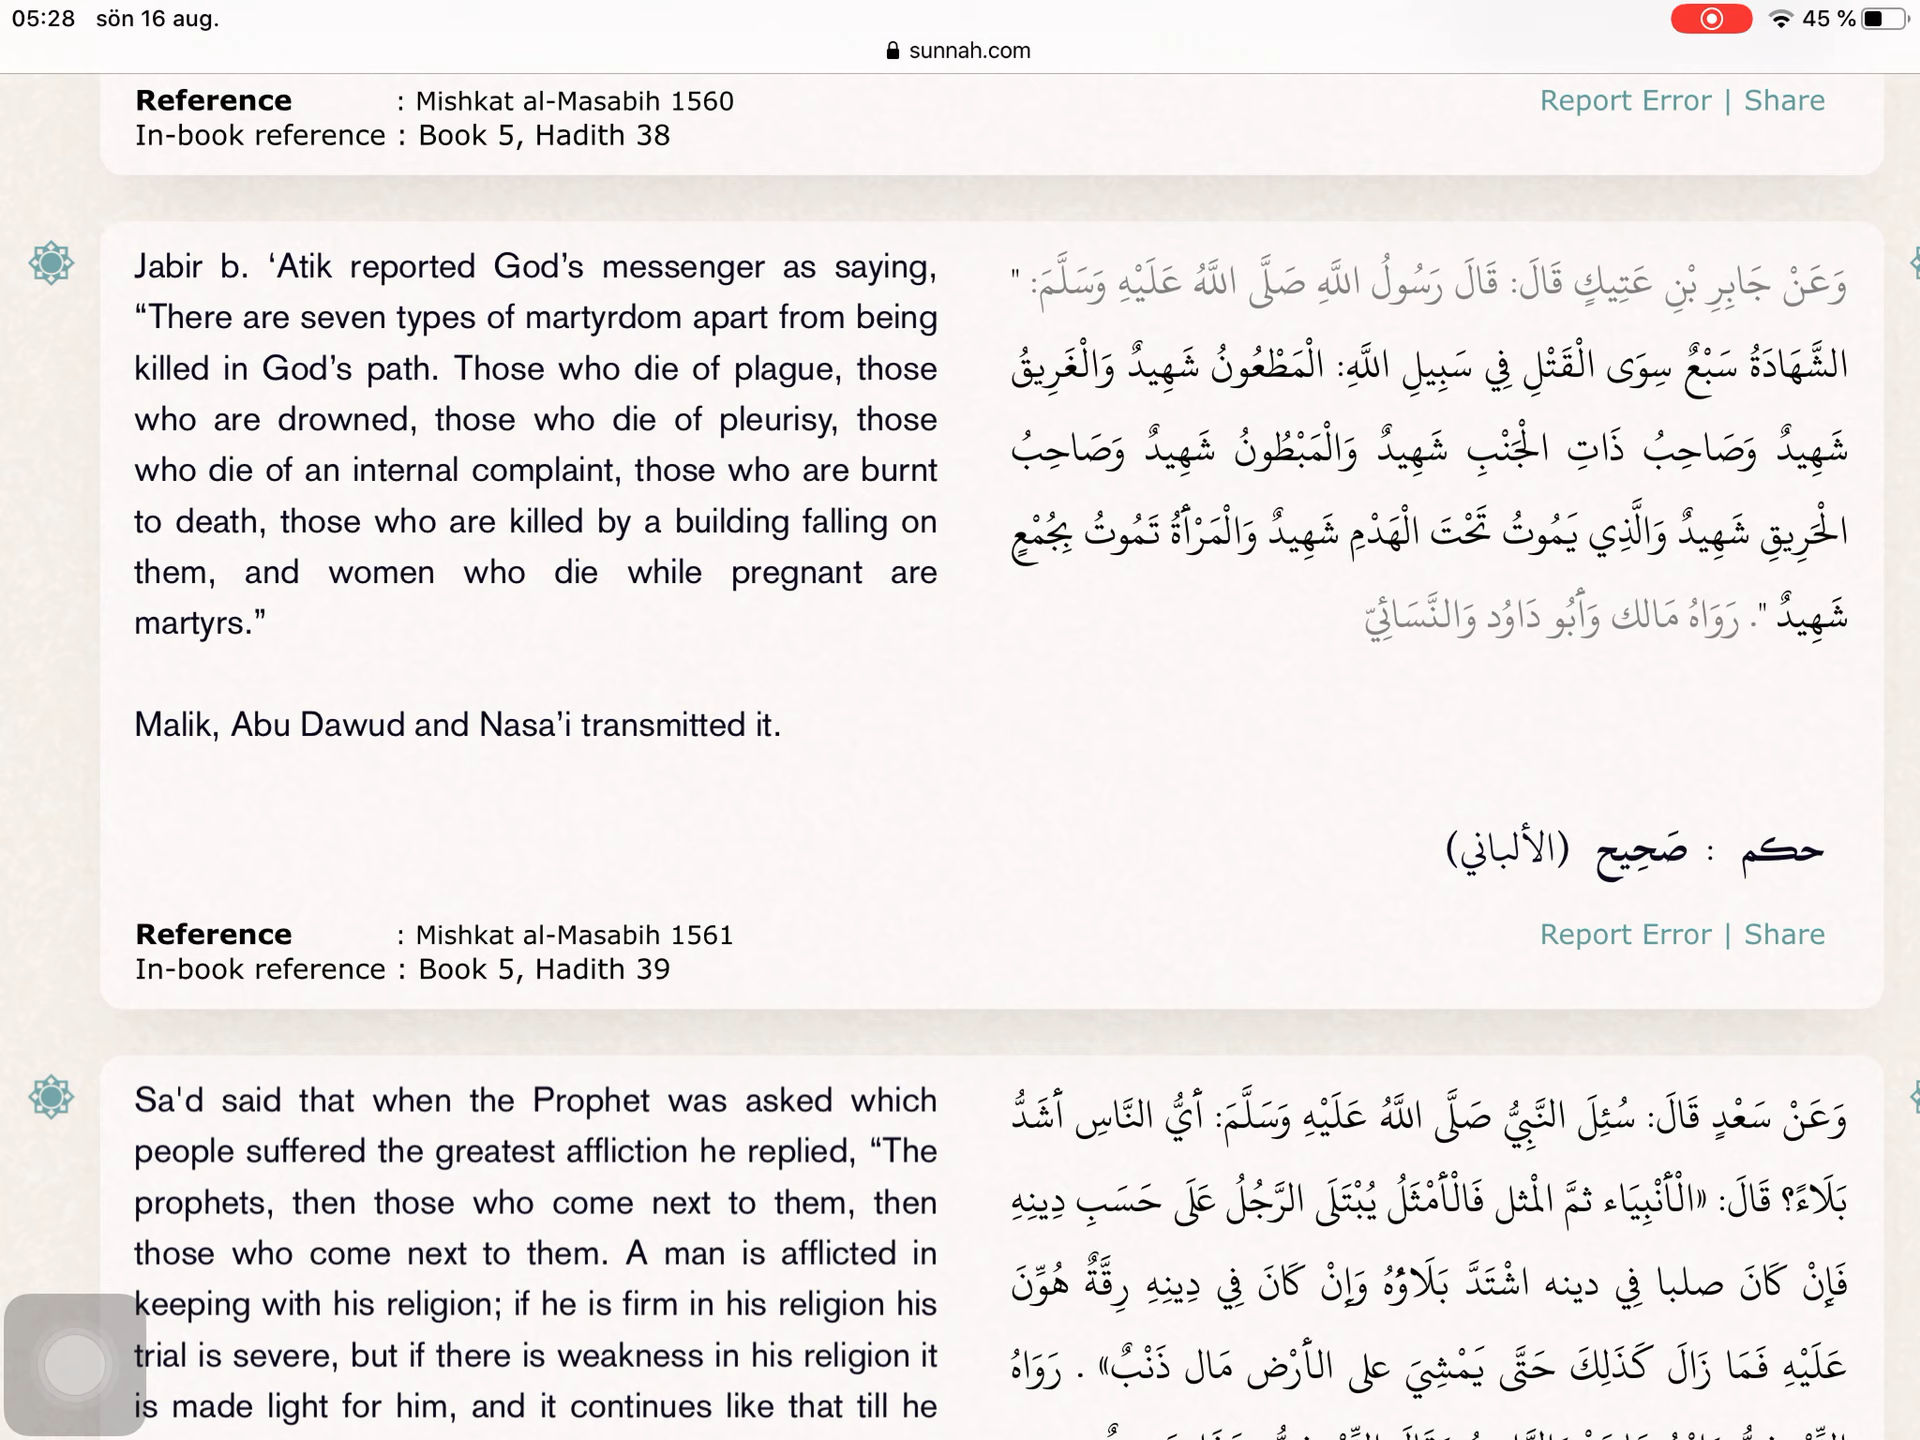 05:28 sön 16 aug.
45 %
sunnah.com
Reference : Mishkat al-Masabih 1560
In-book reference : Book 5, Hadith 38
Report Error | Share
Jabir b. ‘Atik reported God’s messenger as saying,
“There are seven types of martyrdom apart from being
killed in God’s path. Those who die of plague, those
who are drowned, those who die of pleurisy, those
who die of an internal complaint, those who are burnt
to death, those who are killed by a building falling on
them, and women who die while pregnant are
martyrs.”
Malik, Abu Dawud and Nasa’i transmitted it.
وَعَنْ جَابِرِ بْنِ عَتِيكٍ قَالَ: قَالَ رَسُولُ اللَّهِ صَلَّى اللَّهُ عَلَيْهِ وَسَلَّمَ: "
الشَّهَادَةُ سَبْعٌ سِوَى الْقَتْلِ فِي سَبِيلِ اللَّهِ: الْمَطْعُونُ شَهِيدٌ وَالْغَرِيقُ
شَهِيدٌ وَصَاحِبُ ذَاتِ الْجَنْبِ شَهِيدٌ وَالْمَبْطُونُ شَهِيدٌ وَصَاحِبُ
الْحَرِيقِ شَهِيدٌ وَالَّذِي يَمُوتُ تَحْتَ الْهَدْمِ شَهِيدٌ وَالْمَرْأَةُ تَمُوتُ بِجُمْعٍ
شَهِيدٌ ". رَوَاهُ مَالك وَأَبُو دَاوُد وَالنَّسَائِيّ
حكم : صَحِيح (الألباني)
Reference : Mishkat al-Masabih 1561
In-book reference : Book 5, Hadith 39
Report Error | Share
Sa'd said that when the Prophet was asked which
people suffered the greatest affliction he replied, “The
prophets, then those who come next to them, then
those who come next to them. A man is afflicted in
keeping with his religion; if he is firm in his religion his
trial is severe, but if there is weakness in his religion it
is made light for him, and it continues like that till he
وَعَنْ سَعْدٍ قَالَ: سُئِلَ النَّبِيُّ صَلَّى اللَّهُ عَلَيْهِ وَسَلَّمَ: أَيُّ النَّاسِ أَشَدُّ
بَلَاءً؟ قَالَ: «الْأَنْبِيَاء ثمَّ الْمثل فَالْأَمْثَلُ يُبْتَلَى الرَّجُلُ عَلَى حَسَبِ دِينِهِ
فَإِنْ كَانَ صلبا فِي دينه اشْتَدَّ بَلَاؤُهُ وَإِنْ كَانَ فِي دِينِهِ رِقَّةٌ هُوِّنَ
عَلَيْهِ فَمَا زَالَ كَذَلِكَ حَتَّى يَمْشِيَ على الأَرْض مَال ذَنْبٌ» . رَوَاهُ